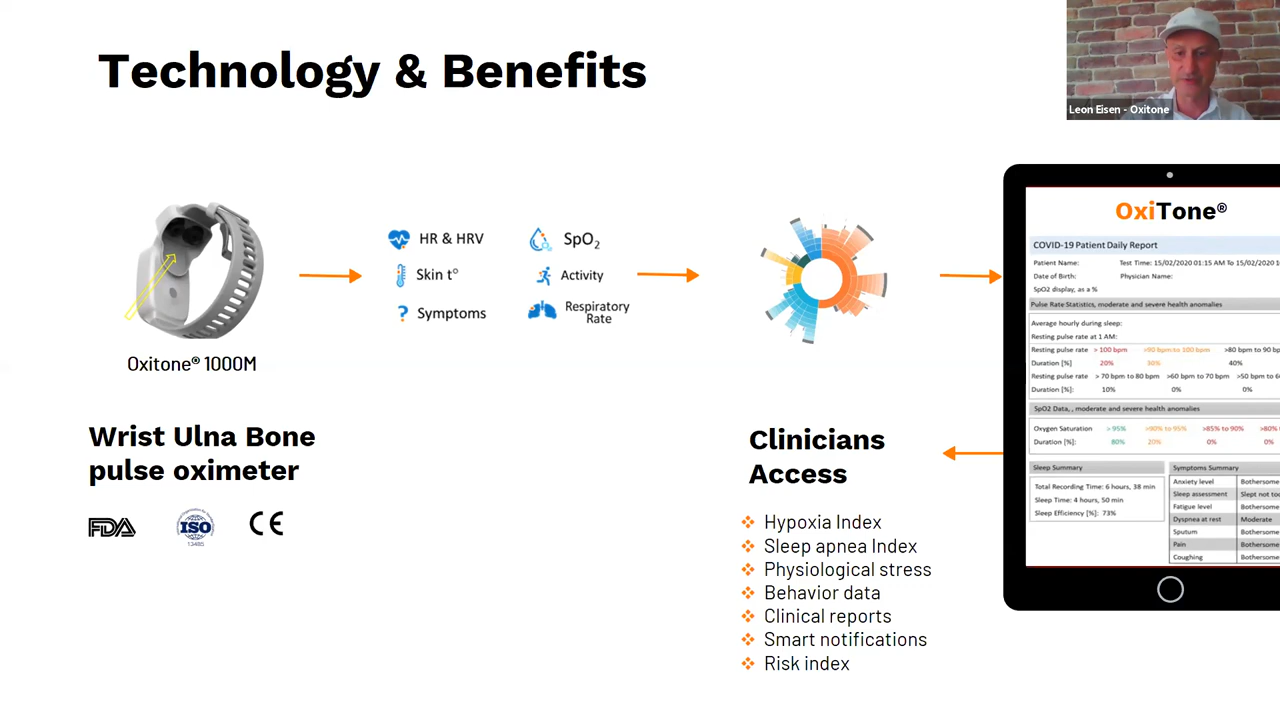 Technology & Benefits
Leon Eisen - Oxitone
HR & HRV
SpO2
Skin t°
Activity
Symptoms
Respiratory
Rate
Oxitone® 1000M
Wrist Ulna Bone
pulse oximeter
FDA
ISO
13485
CE
Clinicians
Access
Hypoxia Index
Sleep apnea Index
Physiological stress
Behavior data
Clinical reports
Smart notifications
Risk index
OxiTone®
COVID-19 Patient Daily Report
Patient Name: Test Time: 15/02/2020 01:15 AM To 15/02/2020
Date of Birth: Physician Name:
SpO2 display, as a %
Pulse Rate Statistics, moderate and severe health anomalies
Average hourly during sleep:
Resting pulse rate at 1 AM:
Resting pulse rate > 100 bpm >90 bpm to 100 bpm >80 bpm to 90
Duration [%] 20% 30% 40%
Resting pulse rate > 70 bpm to 80 bpm >60 bpm to 70 bpm >50 bpm to
Duration [%]: 10% 0% 0%
SpO2 Data, , moderate and severe health anomalies
Oxygen Saturation > 95% >90% to 95% >85% to 90% >80%
Duration [%]: 80% 20% 0% 0%
Sleep Summary
Total Recording Time: 6 hours, 38 min
Sleep Time: 4 hours, 50 min
Sleep Efficiency [%]: 73%
Symptoms Summary
Anxiety level Bothersome
Sleep assessment Slept not
Fatigue level Bothersome
Dyspnea at rest Moderate
Sputum Bothersome
Pain Bothersome
Coughing Bothersome